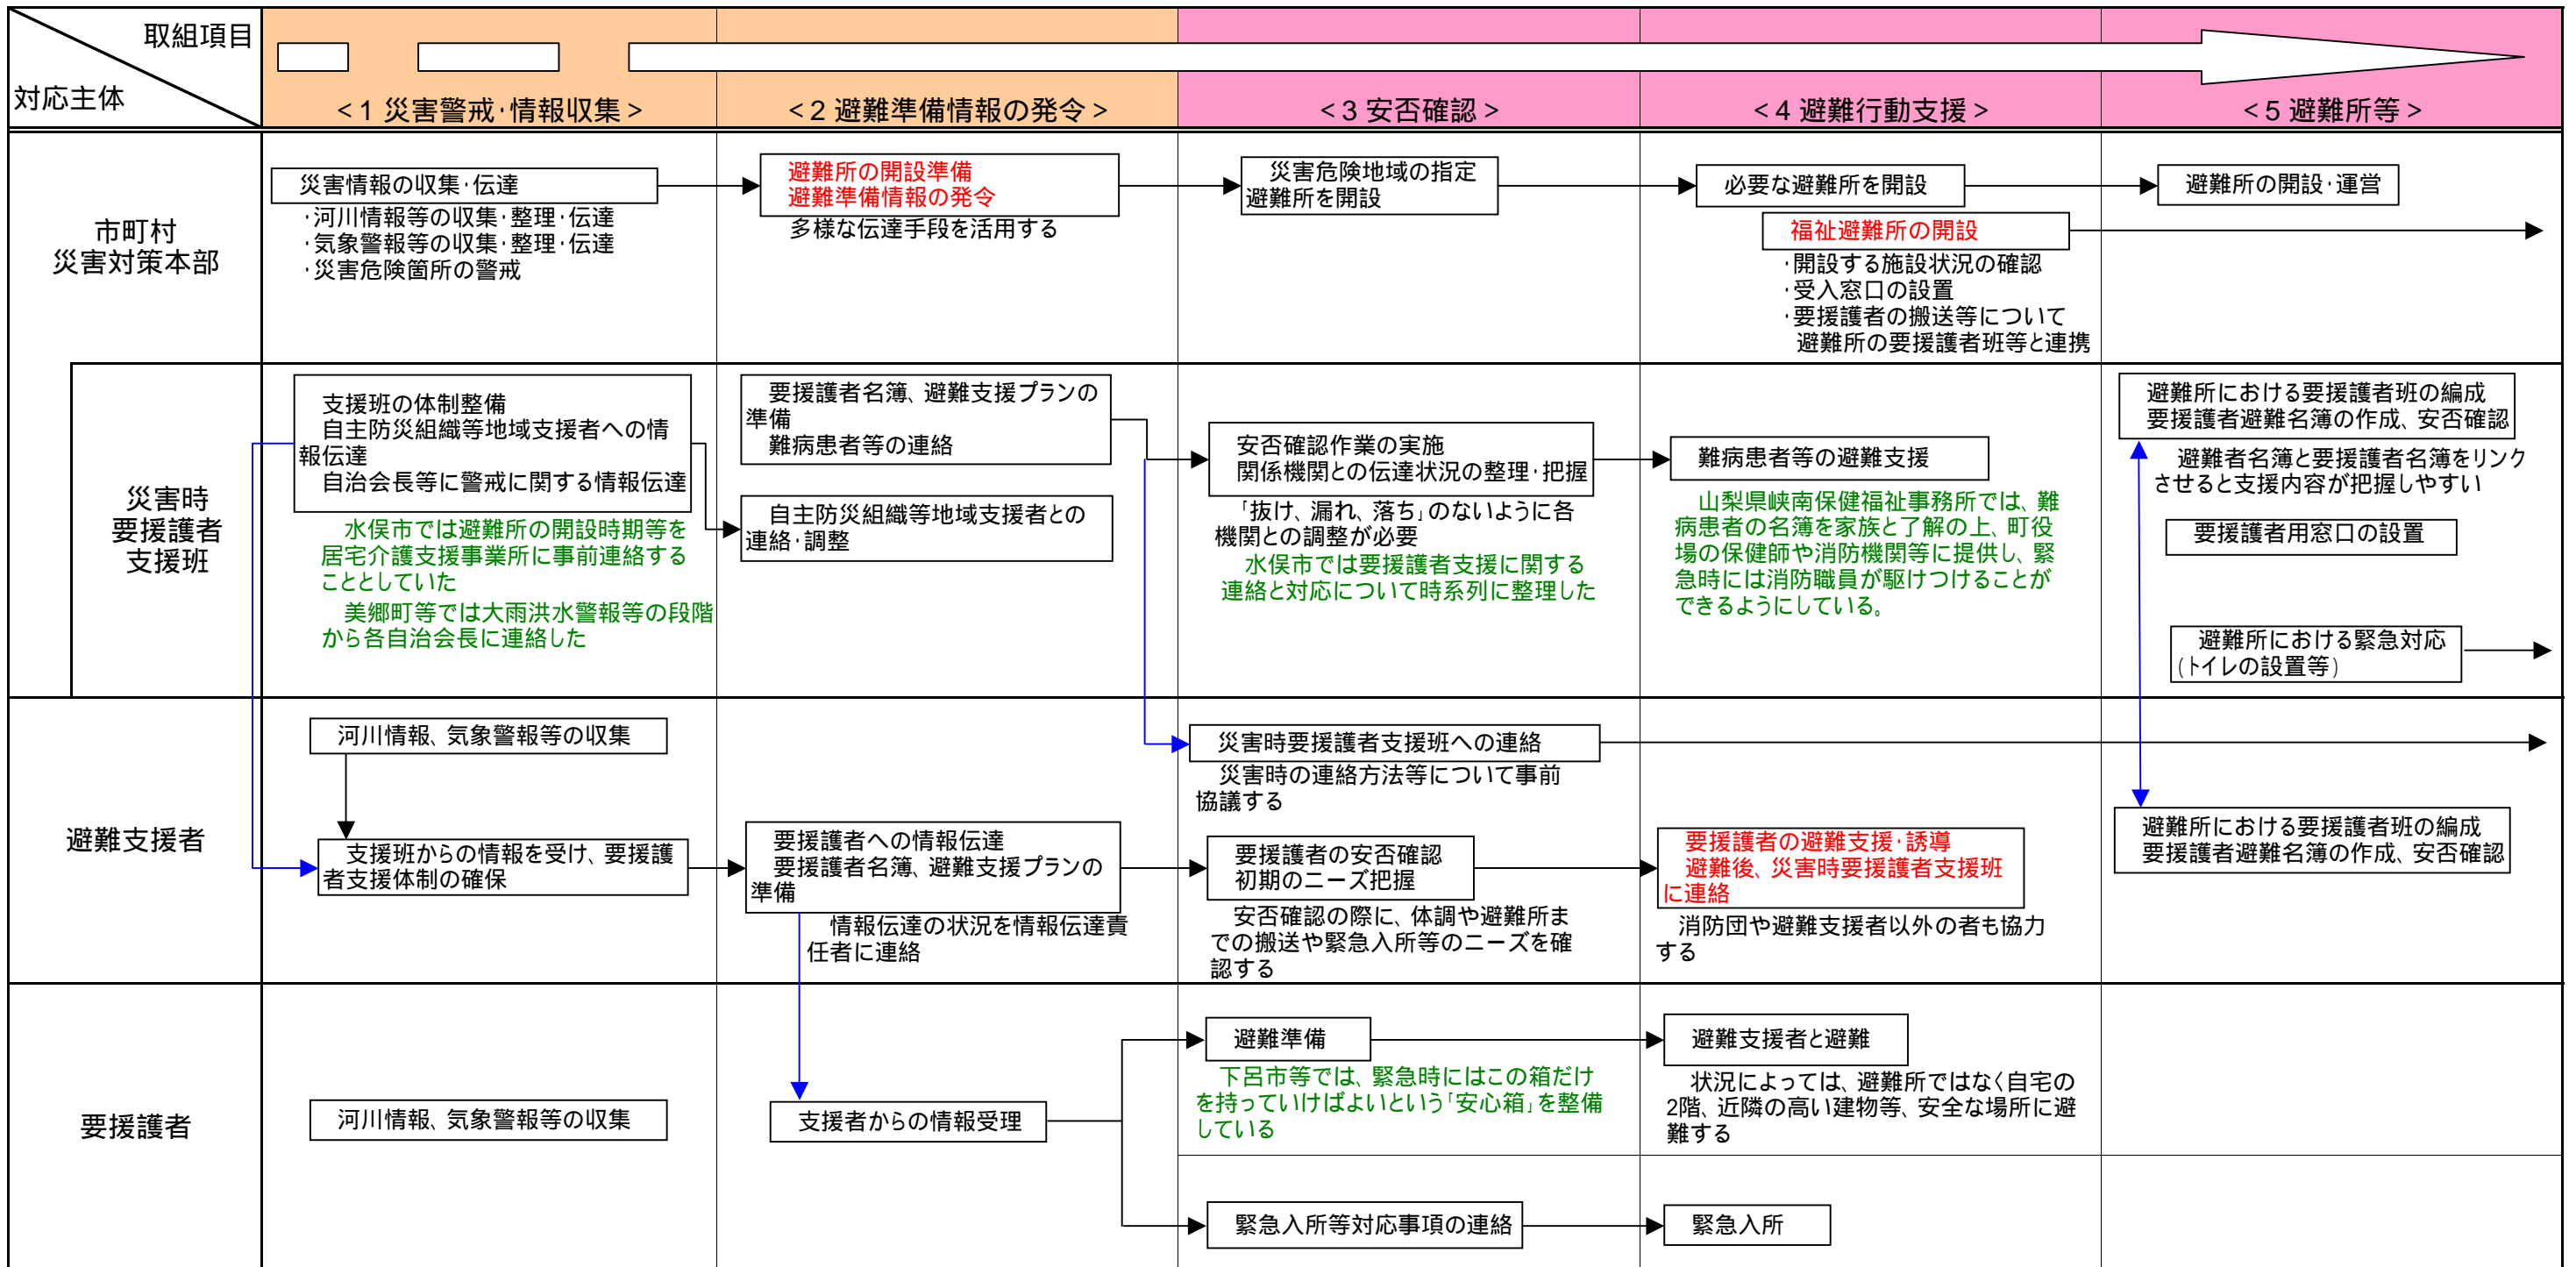 取組項目
対応主体
<1 災害警戒・情報収集>
<2 避難準備情報の発令>
<3 安否確認>
<4 避難行動支援>
<5 避難所等>
市町村
災害対策本部
災害情報の収集・伝達
・河川情報等の収集・整理・伝達
・気象警報等の収集・整理・伝達
・災害危険箇所の警戒
避難所の開設準備
避難準備情報の発令
多様な伝達手段を活用する
災害危険地域の指定
避難所を開設
必要な避難所を開設
福祉避難所の開設
・開設する施設状況の確認
・受入窓口の設置
・要援護者の搬送等について
避難所の要援護者班等と連携
避難所の開設・運営
災害時
要援護者
支援班
支援班の体制整備
自主防災組織等地域支援者への情
報伝達
自治会長等に警戒に関する情報伝達
水俣市では避難所の開設時期等を
居宅介護支援事業所に事前連絡する
こととしていた
美郷町等では大雨洪水警報等の段階
から各自治会長に連絡した
要援護者名簿、避難支援プランの
準備
難病患者等の連絡
自主防災組織等地域支援者との
連絡・調整
安否確認作業の実施
関係機関との伝達状況の整理・把握
「抜け、漏れ、落ち」のないように各
機関との調整が必要
水俣市では要援護者支援に関する
連絡と対応について時系列に整理した
難病患者等の避難支援
山梨県峡南保健福祉事務所では、難
病患者の名簿を家族と了解の上、町役
場の保健師や消防機関等に提供し、緊
急時には消防職員が駆けつけることが
できるようにしている。
避難所における要援護者班の編成
要援護者避難名簿の作成、安否確認
避難者名簿と要援護者名簿をリンク
させると支援内容が把握しやすい
要援護者用窓口の設置
避難所における緊急対応
(トイレの設置等)
避難支援者
河川情報、気象警報等の収集
支援班からの情報を受け、要援護
者支援体制の確保
要援護者への情報伝達
要援護者名簿、避難支援プランの
準備
情報伝達の状況を情報伝達責
任者に連絡
災害時要援護者支援班への連絡
災害時の連絡方法等について事前
協議する
要援護者の安否確認
初期のニーズ把握
安否確認の際に、体調や避難所ま
での搬送や緊急入所等のニーズを確
認する
要援護者の避難支援・誘導
避難後、災害時要援護者支援班
に連絡
消防団や避難支援者以外の者も協力
する
避難所における要援護者班の編成
要援護者避難名簿の作成、安否確認
要援護者
河川情報、気象警報等の収集
支援者からの情報受理
避難準備
下呂市等では、緊急時にはこの箱だけ
を持っていけばよいという「安心箱」を整備
している
避難支援者と避難
状況によっては、避難所ではなく自宅の
2階、近隣の高い建物等、安全な場所に避
難する
緊急入所等対応事項の連絡
緊急入所